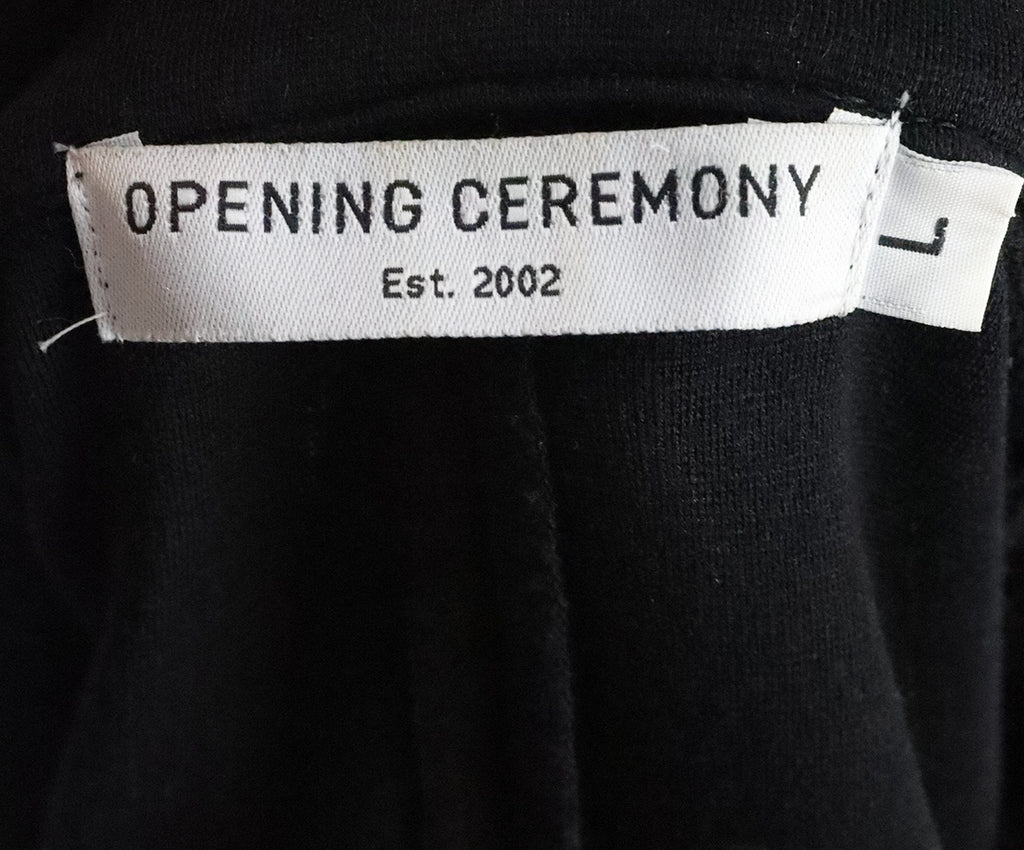 OPENING CEREMONY
Est. 2002
L